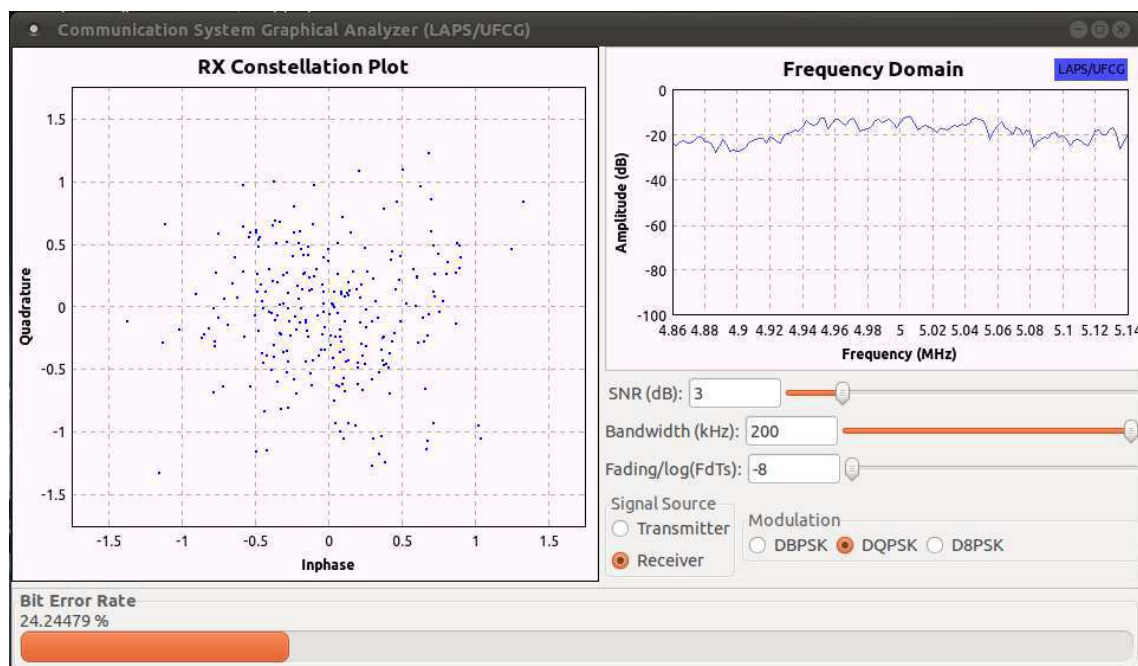 Communication System Graphical Analyzer (LAPS/UFCG)
RX Constellation Plot
Quadrature
1.5
1
0.5
0
-0.5
-1
-1.5
-1.5 -1 -0.5 0 0.5 1 1.5
Inphase
Frequency Domain
LAPS/UFCG
Amplitude (dB)
0
-20
-40
-60
-80
-100
4.86 4.88 4.9 4.92 4.94 4.96 4.98 5 5.02 5.04 5.06 5.08 5.1 5.12 5.14
Frequency (MHz)
SNR (dB): 3
Bandwidth (kHz): 200
Fading/log(FdTs): -8
Signal Source
Transmitter
Receiver
Modulation
DBPSK DQPSK D8PSK
Bit Error Rate
24.24479 %